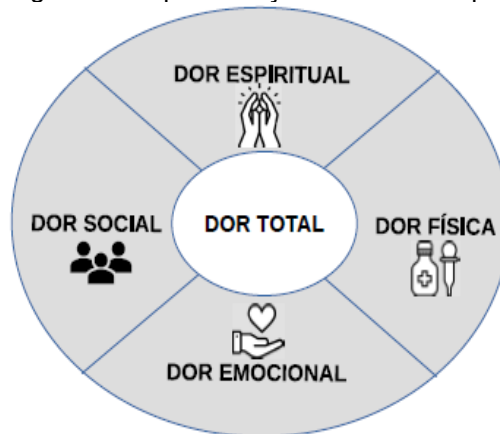 DOR ESPIRITUAL
DOR SOCIAL
DOR TOTAL
DOR FÍSICA
DOR EMOCIONAL